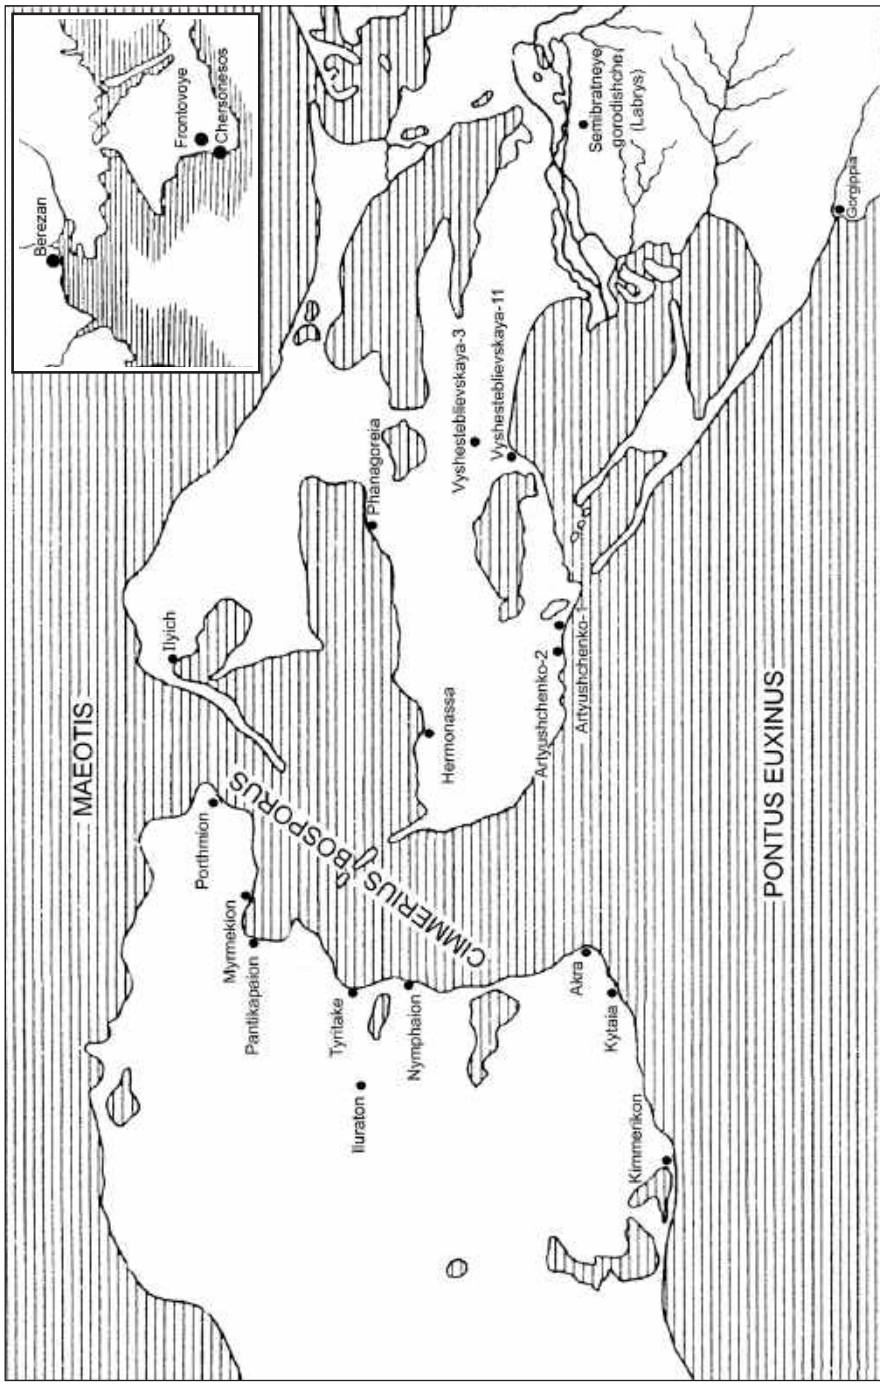 Berezan
Frontovoye
Chersonesos
MAEOTIS
Ilyich
Porthmion
Myrmekion
Pantikapaion
Phanagoreia
CIMMERIUS BOSPORUS
Tyritake
Hermonassa
Nymphaion
Iluraton
Vyshesteblievskaya-3
Vyshesteblievskaya-11
Semibratneye
gorodishche
(Labrys)
Artyushchenko-2
Artyushchenko-1
Akra
Kytaia
Kimmerikon
Gorgippia
PONTUS EUXINUS